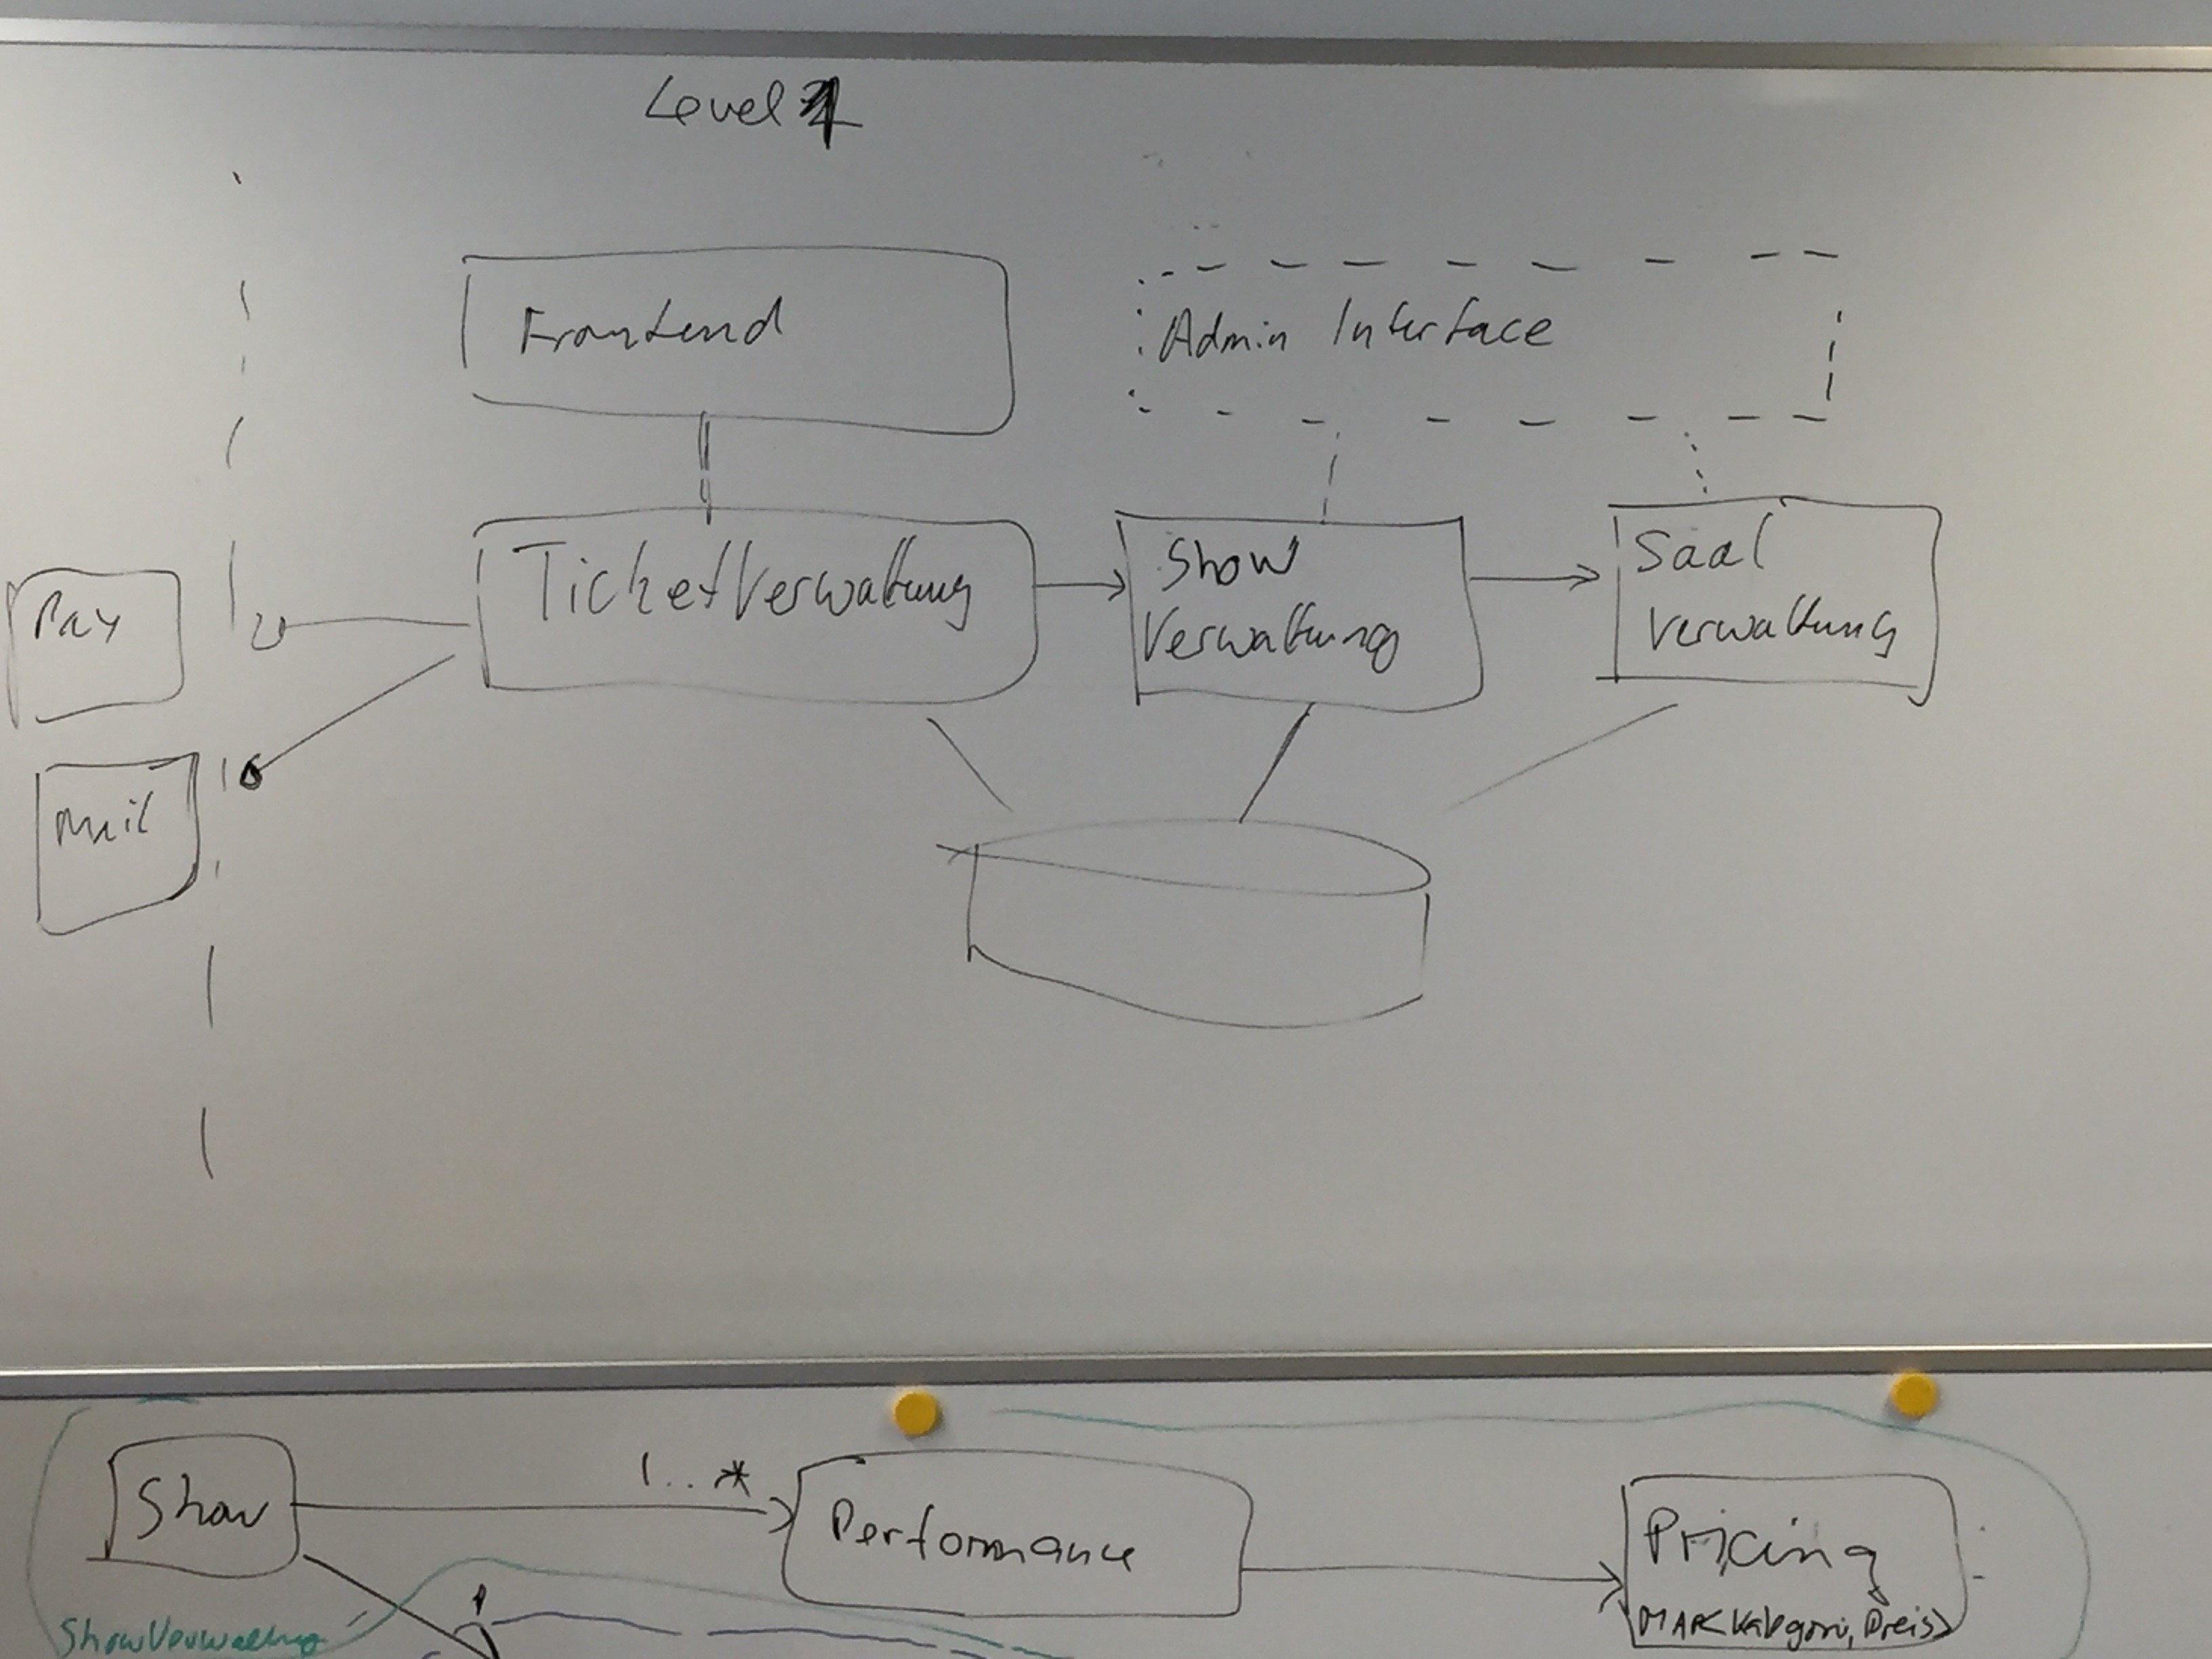 Level 1
Frontend
Admin Interface
TicketVerwaltung
Show
Verwaltung
Saal
verwaltung
Pay
Mail
Show
1..*
Performance
Pricing
MAP<Kategorie, Preis>
ShowVerwaltung
1